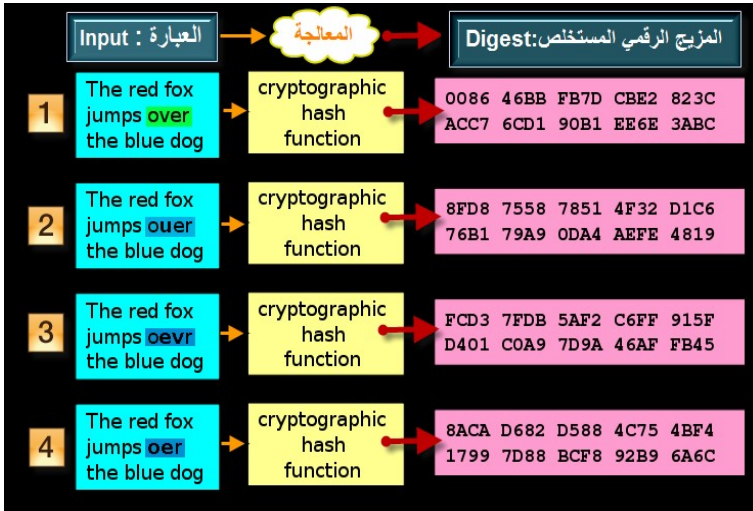 العبارة : Input
المعالجة
المزيج الرقمي المستخلص:Digest
1
The red fox
jumps over
the blue dog
cryptographic
hash
function
0086 46BB FB7D CBE2 823C
ACC7 6CD1 90B1 EE6E 3ABC
2
The red fox
jumps ouer
the blue dog
cryptographic
hash
function
8FD8 7558 7851 4F32 D1C6
76B1 79A9 0DA4 AEFE 4819
3
The red fox
jumps oevr
the blue dog
cryptographic
hash
function
FCD3 7FDB 5AF2 C6FF 915F
D401 C0A9 7D9A 46AF FB45
4
The red fox
jumps oer
the blue dog
cryptographic
hash
function
8ACA D682 D588 4C75 4BF4
1799 7D88 BCF8 92B9 6A6C